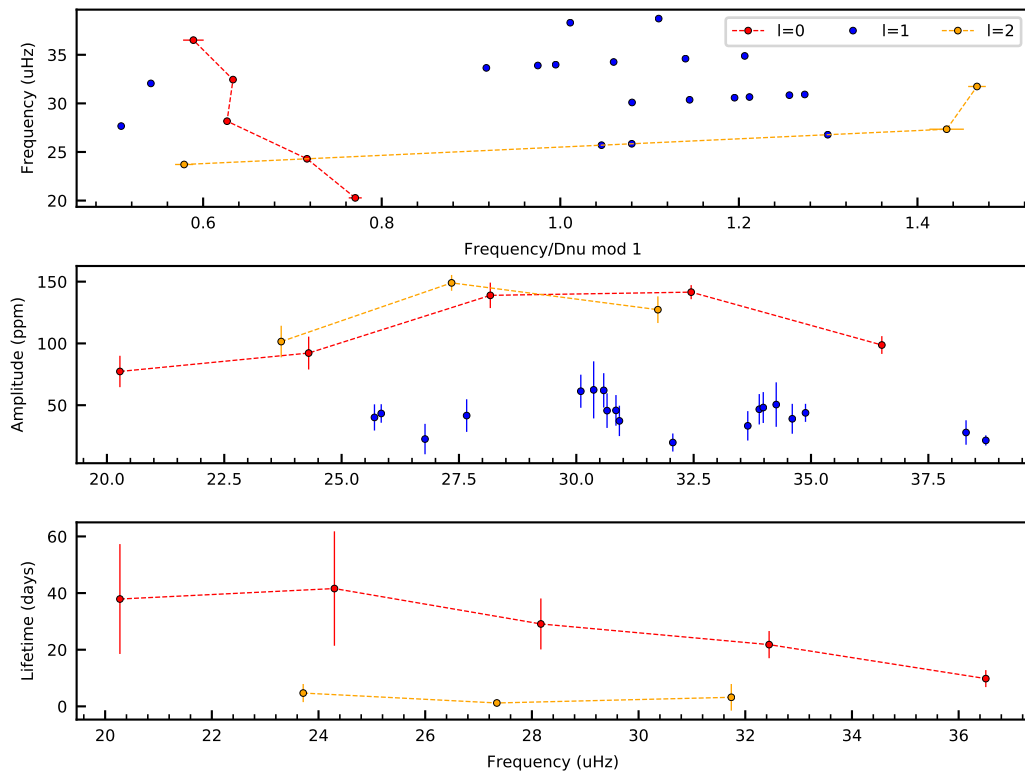 l=0 l=1 l=2
35
30
25
20
Frequency (uHz)
0.6 0.8 1.0 1.2 1.4
Frequency/Dnu mod 1
150
100
50
Amplitude (ppm)
20.0 22.5 25.0 27.5 30.0 32.5 35.0 37.5
60
40
20
0
Lifetime (days)
20 22 24 26 28 30 32 34 36
Frequency (uHz)